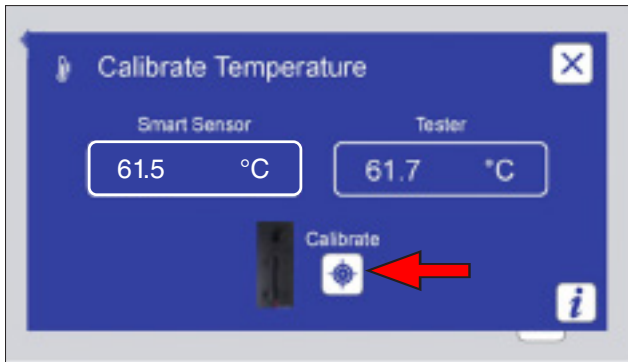 Calibrate Temperature
Smart Sensor Tester
61.5 °C 61.7 °C
Calibrate
i